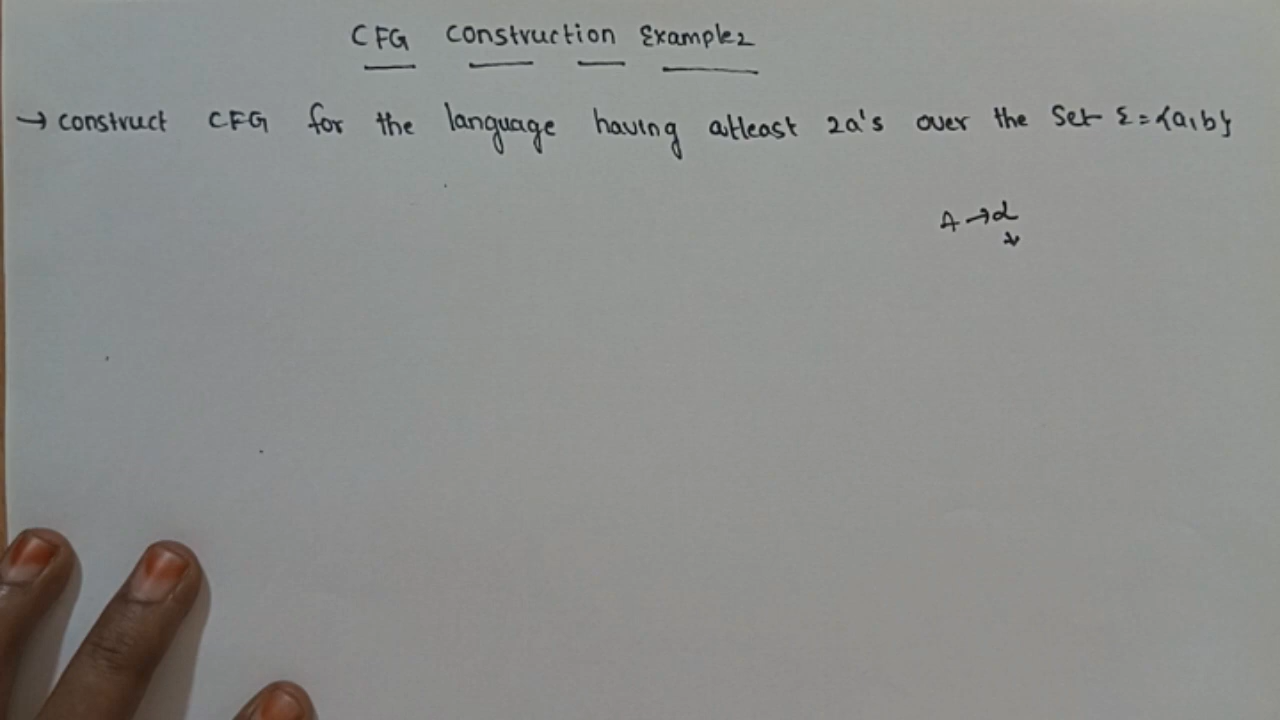 CFG construction Example2
→ construct CFG for the language having atleast 2a's over the set Σ = {a,b}
A → α